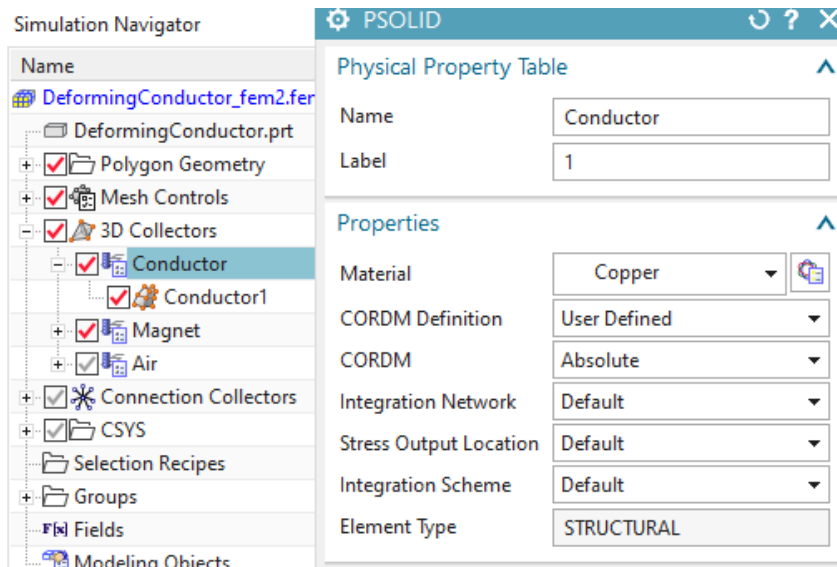 Simulation Navigator
Name
DeformingConductor_fem2.fem
DeformingConductor.prt
Polygon Geometry
Mesh Controls
3D Collectors
Conductor
Conductor1
Magnet
Air
Connection Collectors
CSYS
Selection Recipes
Groups
F(x) Fields
Modeling Objects
PSOLID
?
Physical Property Table
Name Conductor
Label 1
Properties
Material Copper
CORDM Definition User Defined
CORDM Absolute
Integration Network Default
Stress Output Location Default
Integration Scheme Default
Element Type STRUCTURAL